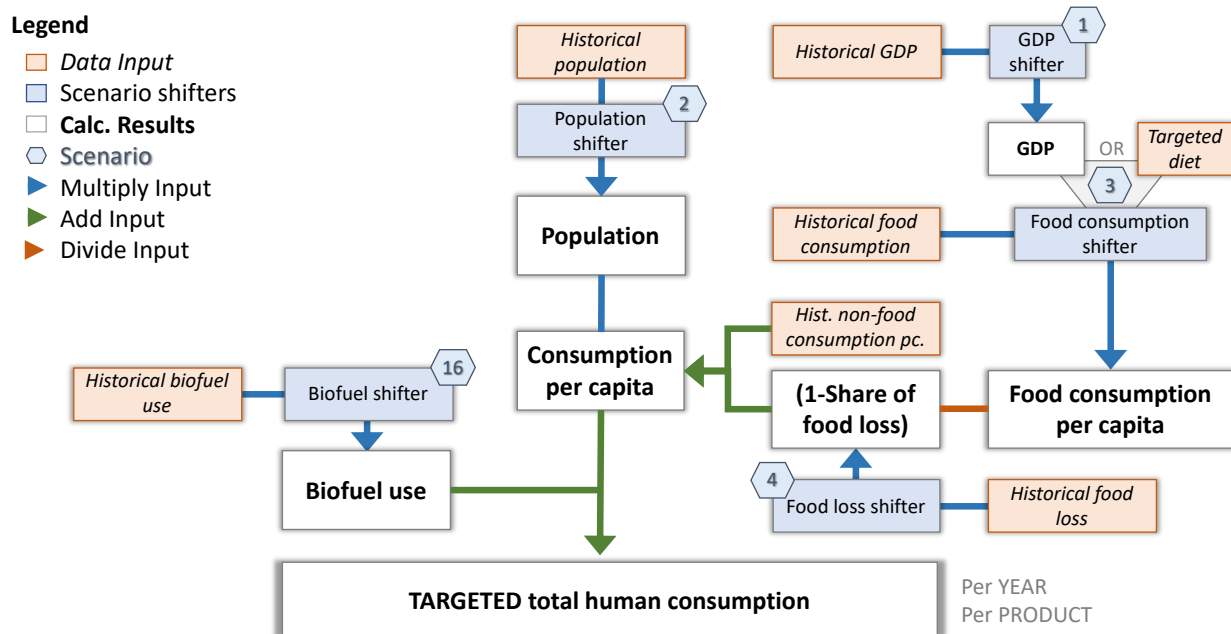 Legend
Data Input
Scenario shifters
Calc. Results
Scenario
Multiply Input
Add Input
Divide Input
Historical
population
2
Population
shifter
Population
Historical GDP
1
GDP
shifter
GDP
OR
Targeted
diet
3
Historical food
consumption
Food consumption
shifter
Hist. non-food
consumption pc.
Consumption
per capita
(1-Share of
food loss)
Food consumption
per capita
16
Historical biofuel
use
Biofuel shifter
Biofuel use
4
Food loss shifter
Historical food
loss
TARGETED total human consumption
Per YEAR
Per PRODUCT